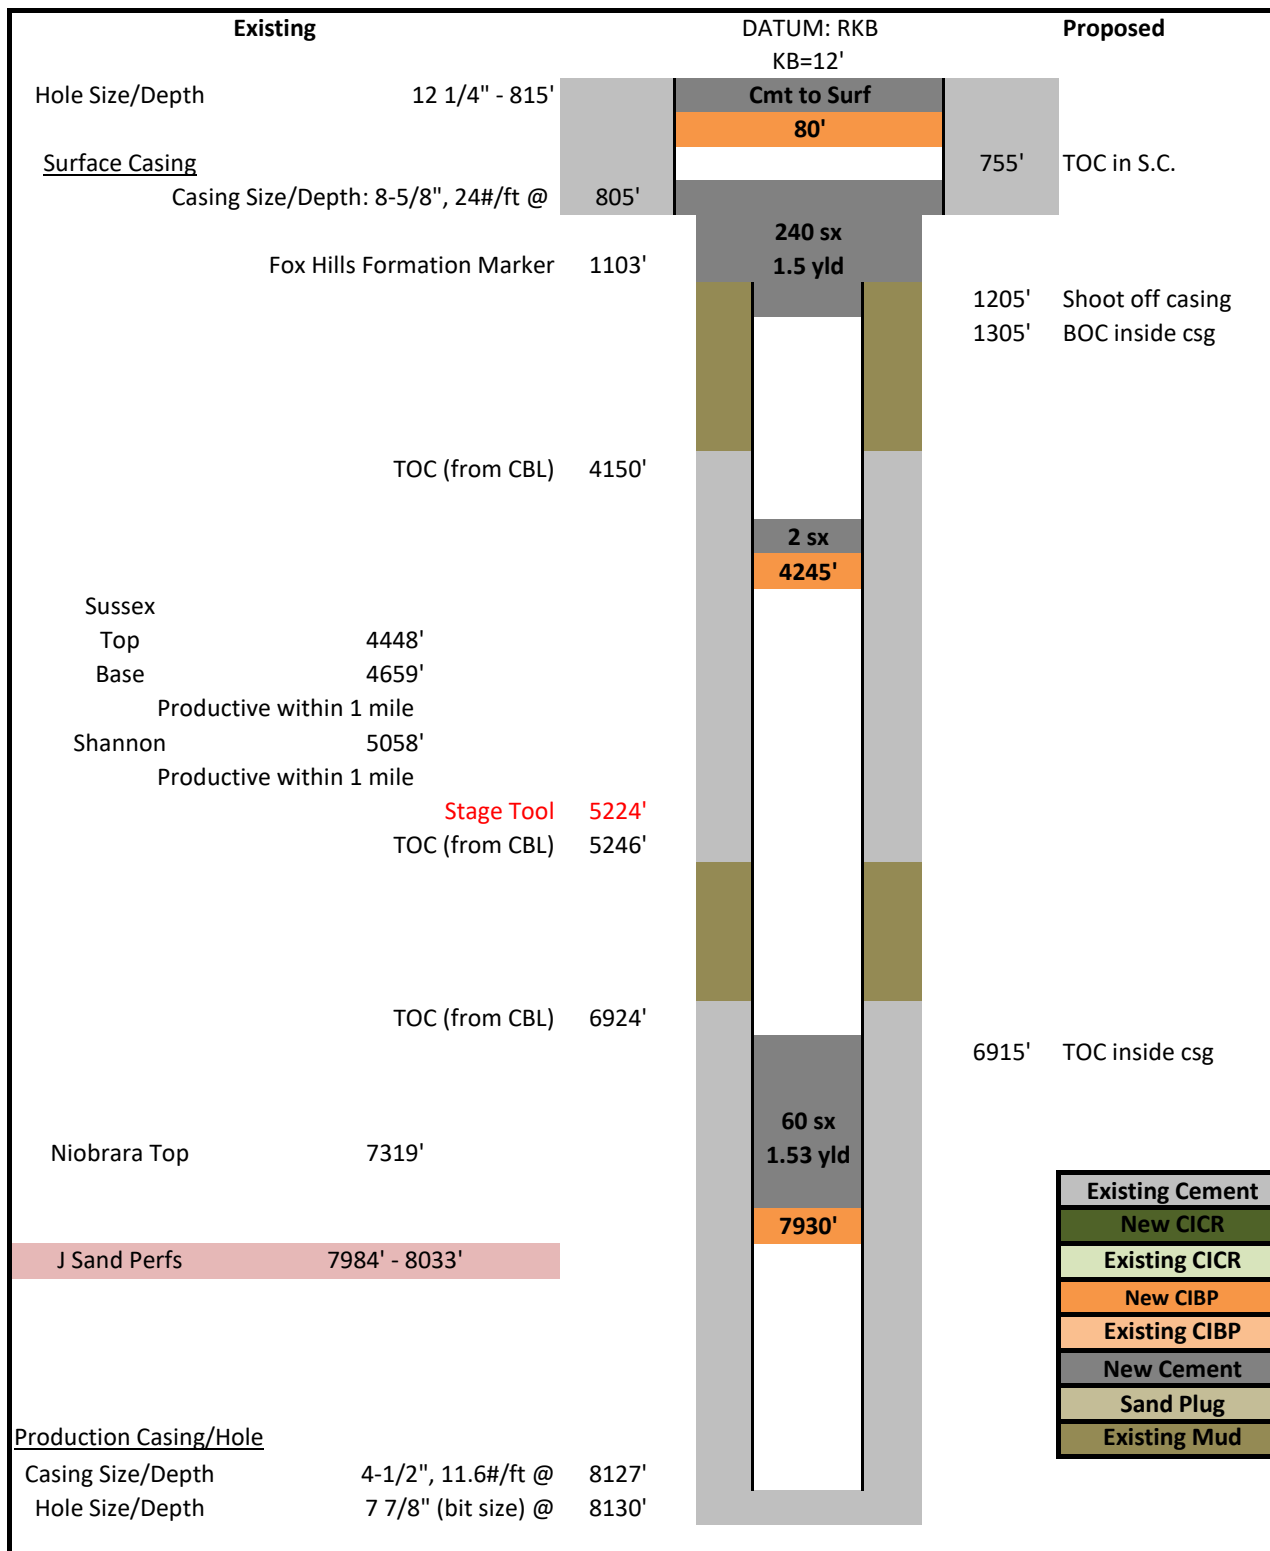 Existing DATUM: RKB Proposed
KB=12'
Hole Size/Depth 12 1/4" - 815' Cmt to Surf
80'
Surface Casing 755' TOC in S.C.
Casing Size/Depth: 8-5/8", 24#/ft @ 805'
240 sx
Fox Hills Formation Marker 1103' 1.5 yld
1205' Shoot off casing
1305' BOC inside csg
TOC (from CBL) 4150'
2 sx
4245'
Sussex
Top 4448'
Base 4659'
Productive within 1 mile
Shannon 5058'
Productive within 1 mile
Stage Tool 5224'
TOC (from CBL) 5246'
TOC (from CBL) 6924'
6915' TOC inside csg
60 sx
Niobrara Top 7319' 1.53 yld
Existing Cement
7930' New CICR
J Sand Perfs 7984' - 8033' Existing CICR
New CIBP
Existing CIBP
New Cement
Sand Plug
Production Casing/Hole Existing Mud
Casing Size/Depth 4-1/2", 11.6#/ft @ 8127'
Hole Size/Depth 7 7/8" (bit size) @ 8130'